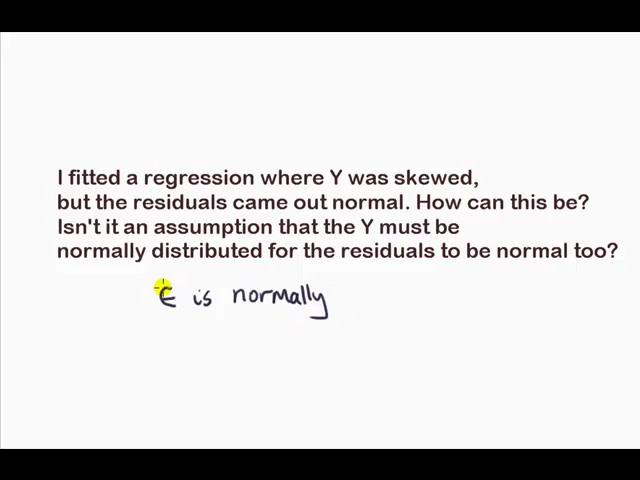 I fitted a regression where Y was skewed,
but the residuals came out normal. How can this be?
Isn't it an assumption that the Y must be
normally distributed for the residuals to be normal too?
ϵ is normally